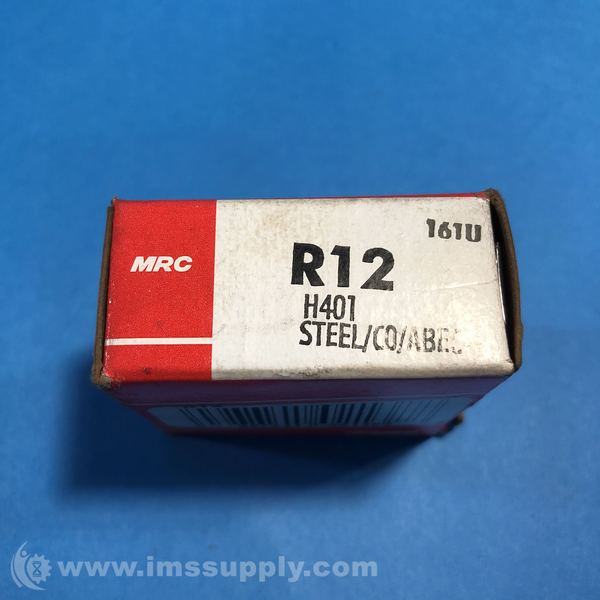 161U
MRC
R12
H401
STEEL/CO/ABEC
www.imssupply.com